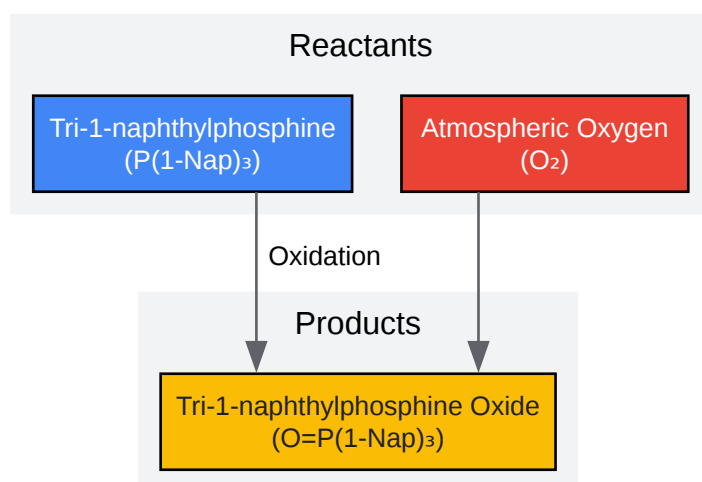 Reactants
Tri-1-naphthylphosphine
(P(1-Nap)₃)
Atmospheric Oxygen
(O₂)
Oxidation
Products
Tri-1-naphthylphosphine Oxide
(O=P(1-Nap)₃)